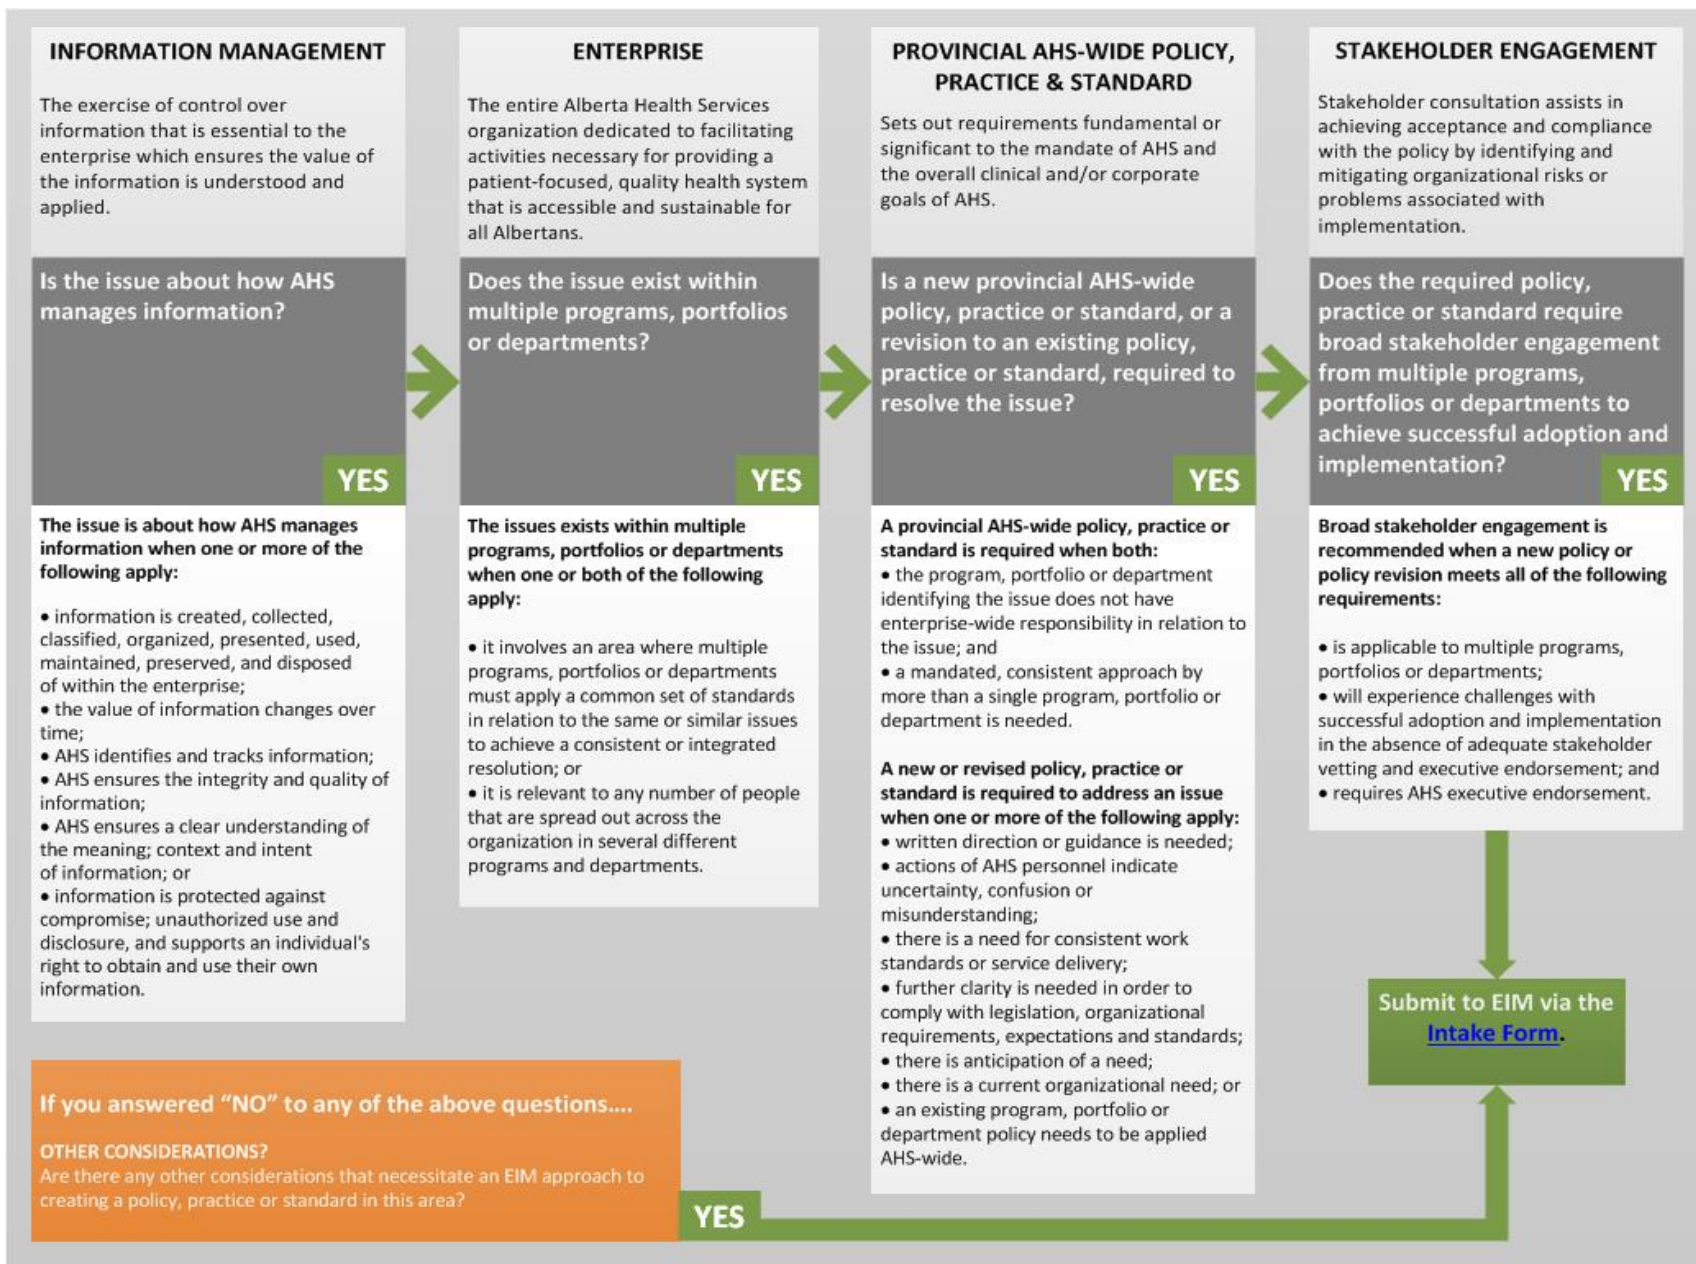 INFORMATION MANAGEMENT
The exercise of control over
information that is essential to the
enterprise which ensures the value of
the information is understood and
applied.
Is the issue about how AHS
manages information?
YES
The issue is about how AHS manages
information when one or more of the
following apply:
• information is created, collected,
classified, organized, presented, used,
maintained, preserved, and disposed
of within the enterprise;
• the value of information changes over
time;
• AHS identifies and tracks information;
• AHS ensures the integrity and quality of
information;
• AHS ensures a clear understanding of
the meaning; context and intent
of information; or
• information is protected against
compromise; unauthorized use and
disclosure, and supports an individual's
right to obtain and use their own
information.
ENTERPRISE
The entire Alberta Health Services
organization dedicated to facilitating
activities necessary for providing a
patient-focused, quality health system
that is accessible and sustainable for
all Albertans.
Does the issue exist within
multiple programs, portfolios
or departments?
YES
The issues exists within multiple
programs, portfolios or departments
when one or both of the following
apply:
• it involves an area where multiple
programs, portfolios or departments
must apply a common set of standards
in relation to the same or similar issues
to achieve a consistent or integrated
resolution; or
• it is relevant to any number of people
that are spread out across the
organization in several different
programs and departments.
PROVINCIAL AHS-WIDE POLICY,
PRACTICE & STANDARD
Sets out requirements fundamental or
significant to the mandate of AHS and
the overall clinical and/or corporate
goals of AHS.
Is a new provincial AHS-wide
policy, practice or standard, or a
revision to an existing policy,
practice or standard, required to
resolve the issue?
YES
A provincial AHS-wide policy, practice or
standard is required when both:
• the program, portfolio or department
identifying the issue does not have
enterprise-wide responsibility in relation to
the issue; and
• a mandated, consistent approach by
more than a single program, portfolio or
department is needed.
A new or revised policy, practice or
standard is required to address an issue
when one or more of the following apply:
• written direction or guidance is needed;
• actions of AHS personnel indicate
uncertainty, confusion or
misunderstanding;
• there is a need for consistent work
standards or service delivery;
• further clarity is needed in order to
comply with legislation, organizational
requirements, expectations and standards;
• there is anticipation of a need;
• there is a current organizational need; or
• an existing program, portfolio or
department policy needs to be applied
AHS-wide.
STAKEHOLDER ENGAGEMENT
Stakeholder consultation assists in
achieving acceptance and compliance
with the policy by identifying and
mitigating organizational risks or
problems associated with
implementation.
Does the required policy,
practice or standard require
broad stakeholder engagement
from multiple programs,
portfolios or departments to
achieve successful adoption and
implementation?
YES
Broad stakeholder engagement is
recommended when a new policy or
policy revision meets all of the following
requirements:
• is applicable to multiple programs,
portfolios or departments;
• will experience challenges with
successful adoption and implementation
in the absence of adequate stakeholder
vetting and executive endorsement; and
• requires AHS executive endorsement.
Submit to EIM via the
Intake Form.
If you answered “NO” to any of the above questions....
OTHER CONSIDERATIONS?
Are there any other considerations that necessitate an EIM approach to
creating a policy, practice or standard in this area?
YES